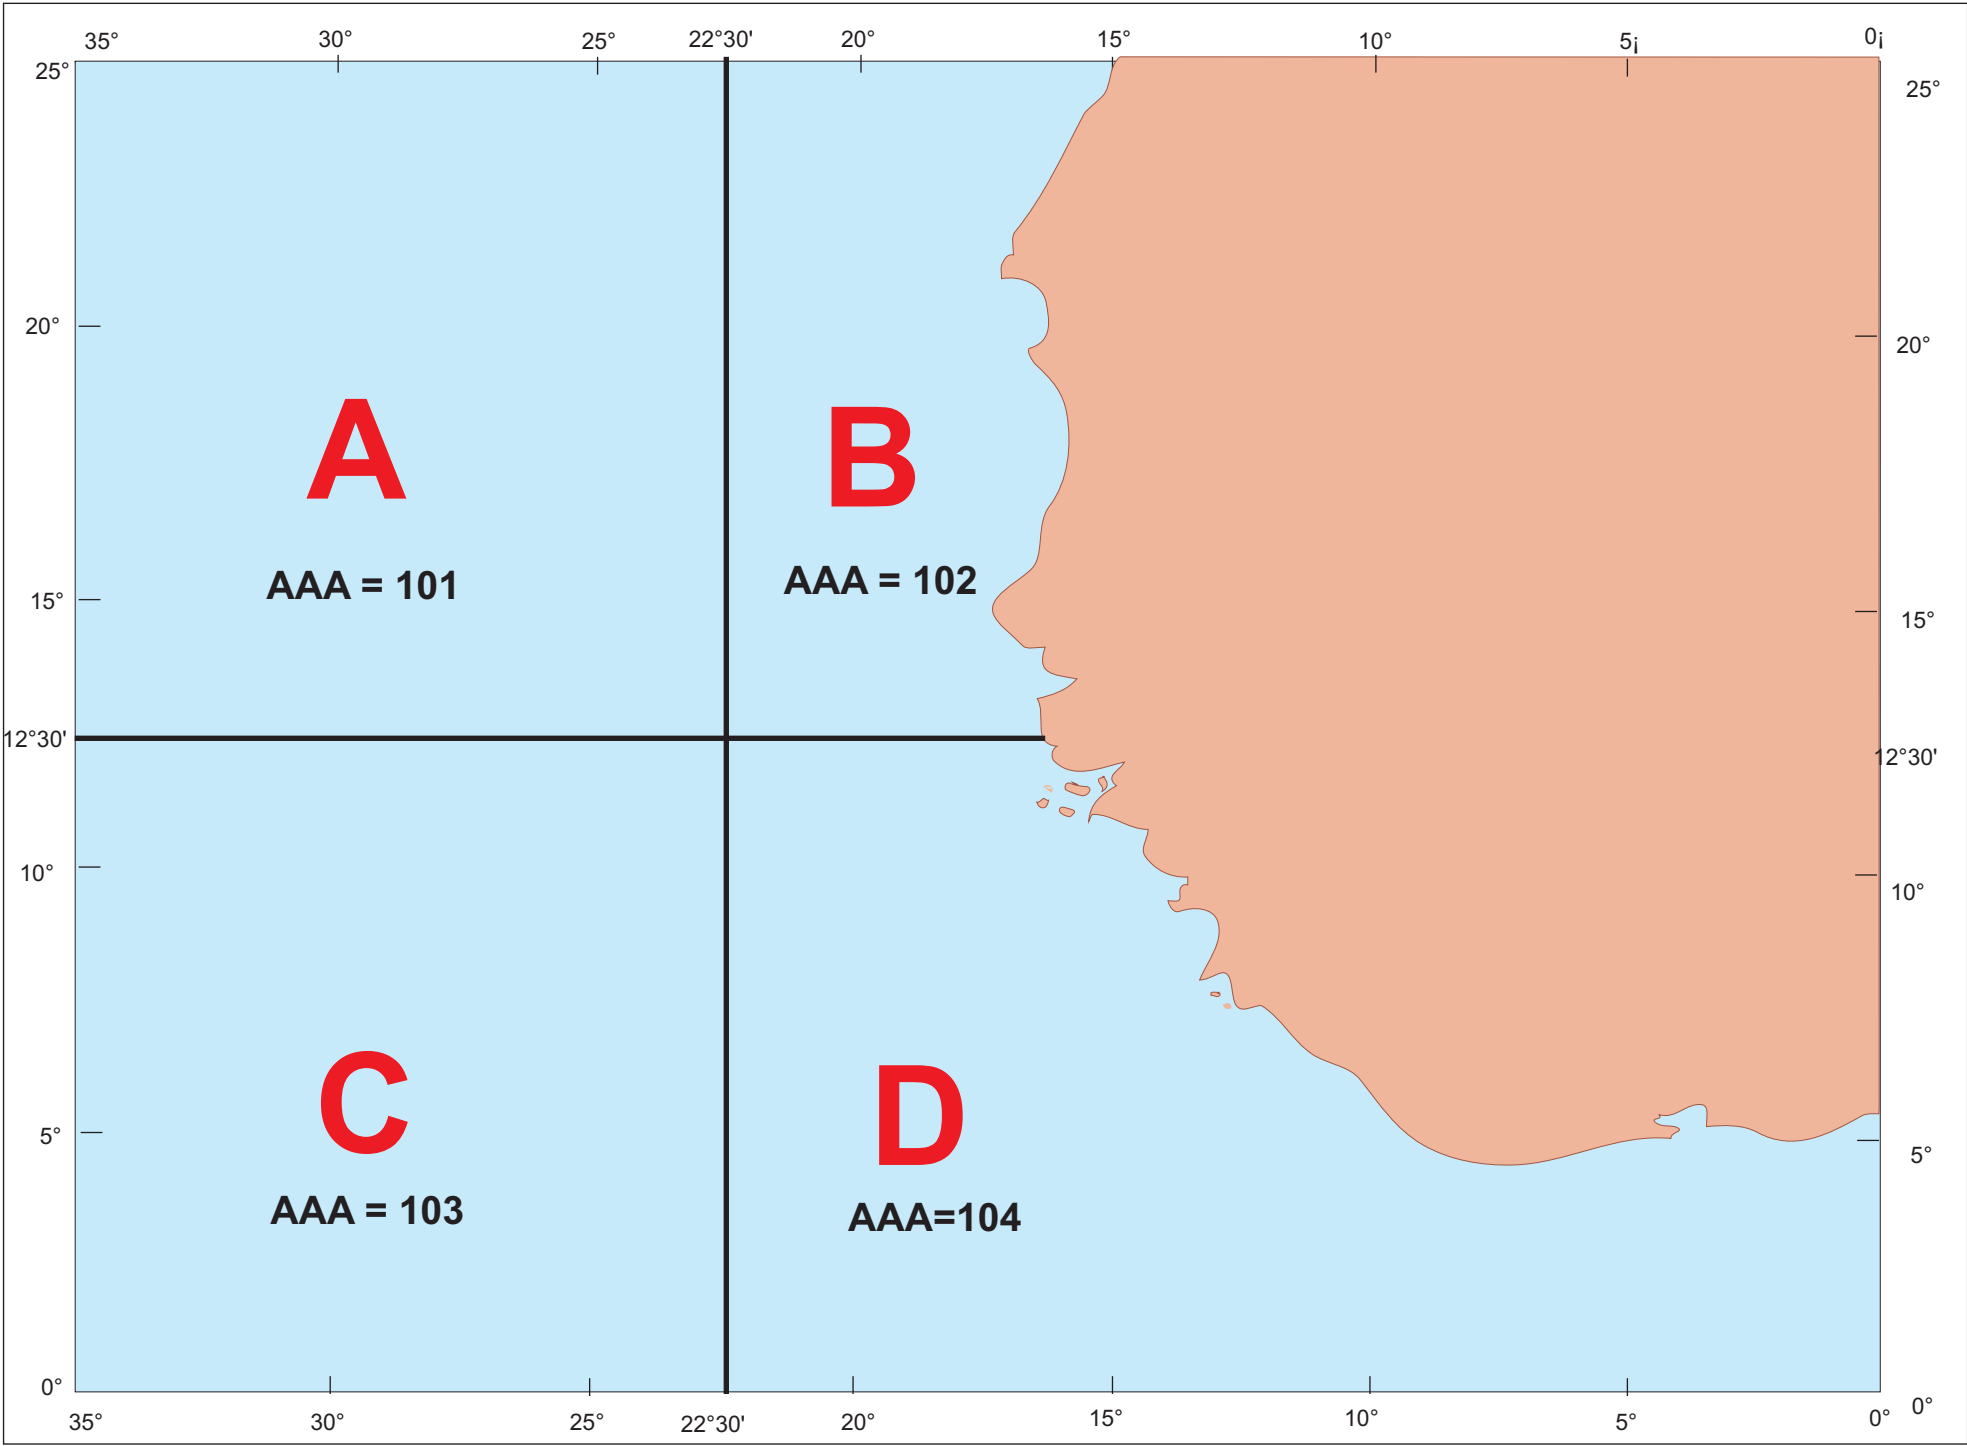 35° 30° 25° 22°30' 20° 15° 10° 5¡ 0¡
25° 25°
20° 20°
A B
AAA = 101 AAA = 102
15° 15°
12°30' 12°30'
10° 10°
C D
5° 5°
AAA = 103 AAA=104
0° 0°
35° 30° 25° 22°30' 20° 15° 10° 5° 0°